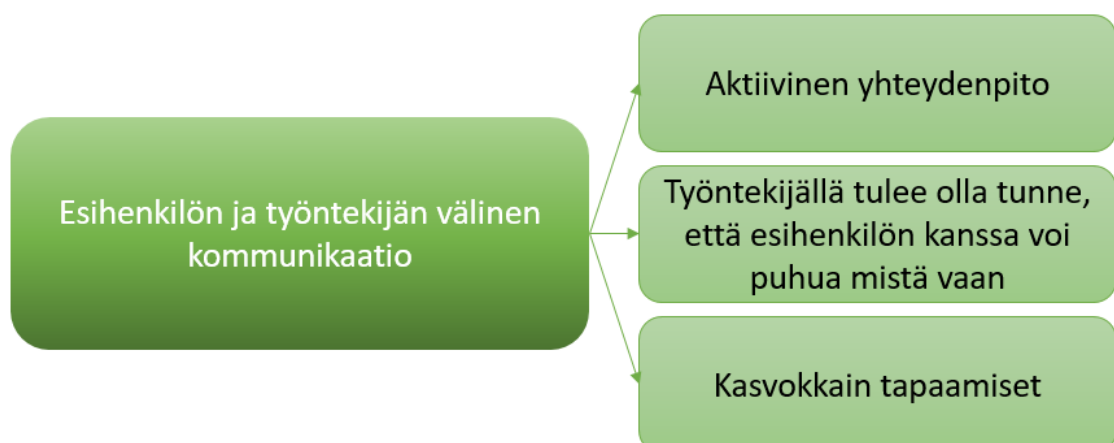 Aktiivinen yhteydenpito
Esihenkilön ja työntekijän välinen
kommunikaatio
Työntekijällä tulee olla tunne,
että esihenkilön kanssa voi
puhua mistä vaan
Kasvokkain tapaamiset